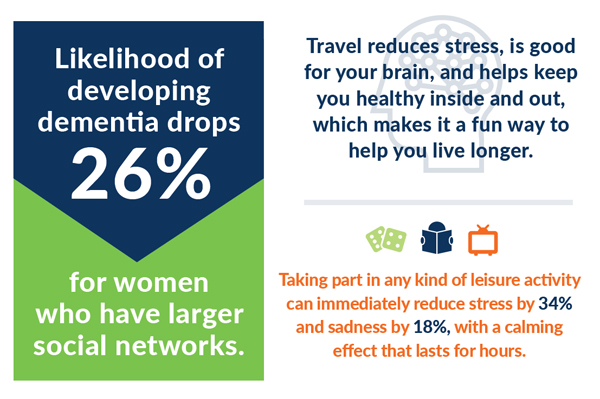 Likelihood of
developing
dementia drops
26%
for women
who have larger
social networks.
Travel reduces stress, is good
for your brain, and helps keep
you healthy inside and out,
which makes it a fun way to
help you live longer.
Taking part in any kind of leisure activity
can immediately reduce stress by 34%
and sadness by 18%, with a calming
effect that lasts for hours.